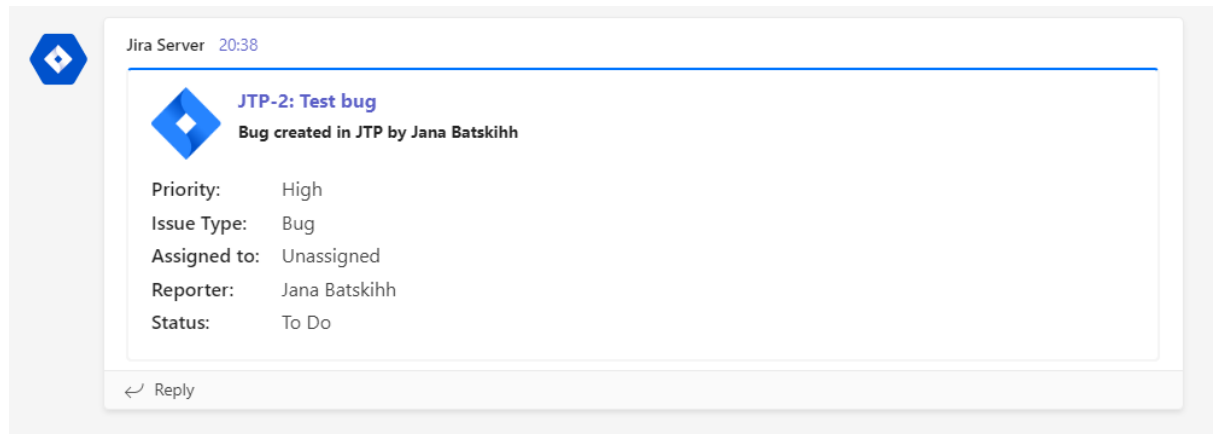 Jira Server 20:38
JTP-2: Test bug
Bug created in JTP by Jana Batskihh
Priority: High
Issue Type: Bug
Assigned to: Unassigned
Reporter: Jana Batskihh
Status: To Do
Reply